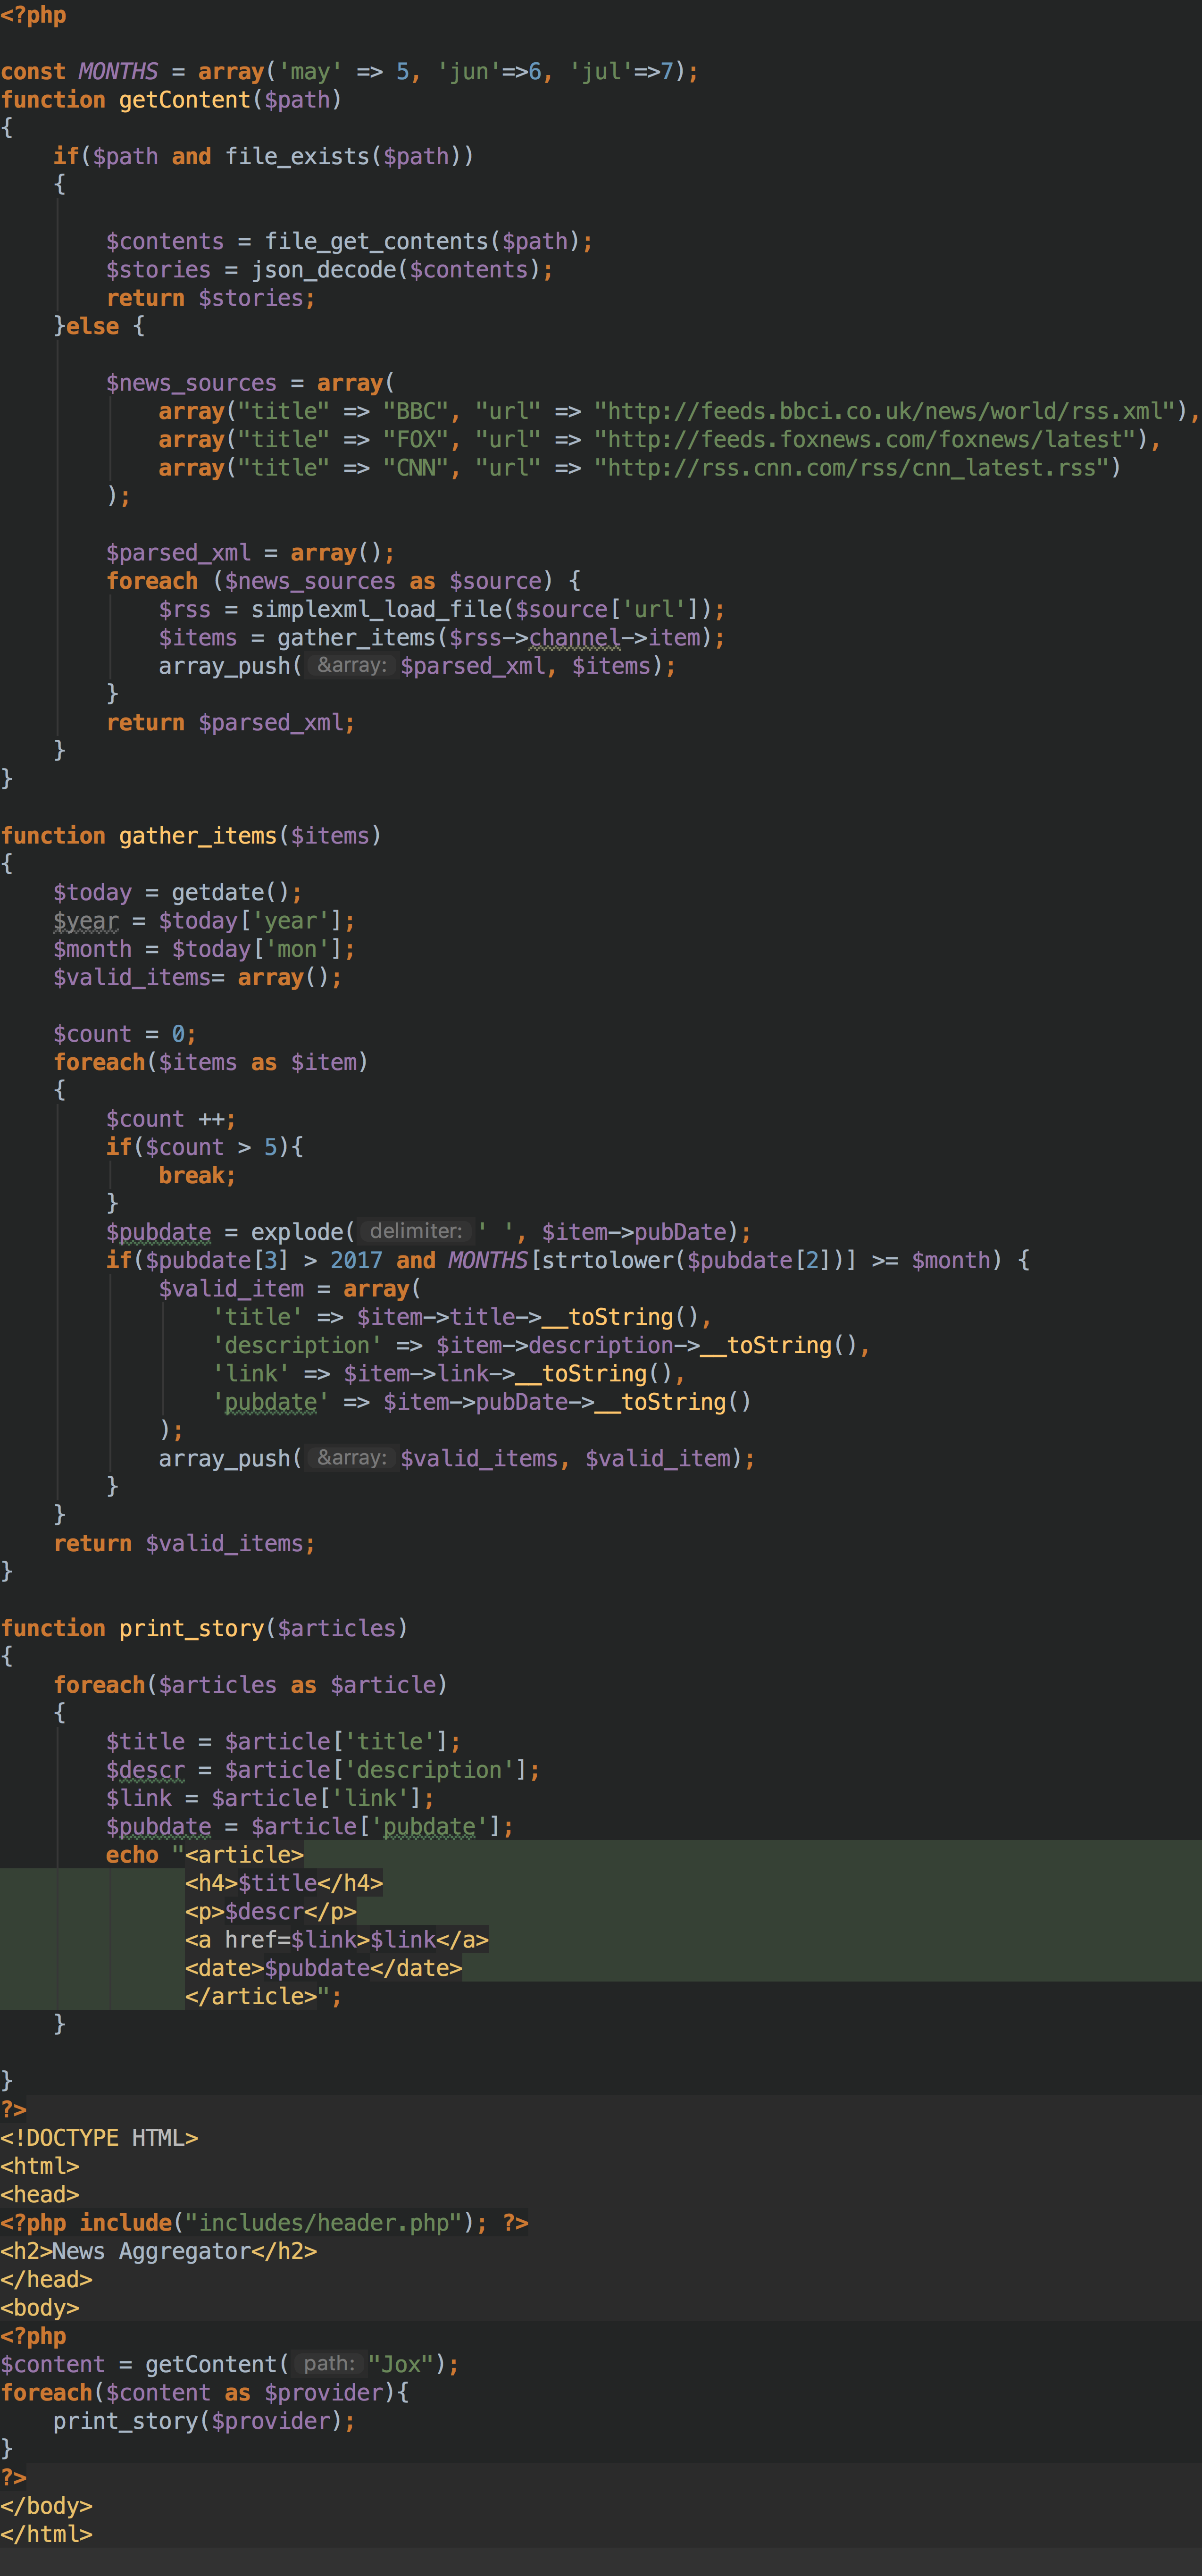 <?php

const MONTHS = array('may' => 5, 'jun'=>6, 'jul'=>7);
function getContent($path)
{
    if($path and file_exists($path))
    {

        $contents = file_get_contents($path);
        $stories = json_decode($contents);
        return $stories;
    }else {

        $news_sources = array(
            array("title" => "BBC", "url" => "http://feeds.bbci.co.uk/news/world/rss.xml"),
            array("title" => "FOX", "url" => "http://feeds.foxnews.com/foxnews/latest"),
            array("title" => "CNN", "url" => "http://rss.cnn.com/rss/cnn_latest.rss")
        );

        $parsed_xml = array();
        foreach ($news_sources as $source) {
            $rss = simplexml_load_file($source['url']);
            $items = gather_items($rss->channel->item);
            array_push( &array: $parsed_xml, $items);
        }
        return $parsed_xml;
    }
}

function gather_items($items)
{
    $today = getdate();
    $year = $today['year'];
    $month = $today['mon'];
    $valid_items= array();

    $count = 0;
    foreach($items as $item)
    {
        $count ++;
        if($count > 5){
            break;
        }
        $pubdate = explode( delimiter: ' ', $item->pubDate);
        if($pubdate[3] > 2017 and MONTHS[strtolower($pubdate[2])] >= $month) {
            $valid_item = array(
                'title' => $item->title->__toString(),
                'description' => $item->description->__toString(),
                'link' => $item->link->__toString(),
                'pubdate' => $item->pubDate->__toString()
            );
            array_push( &array: $valid_items, $valid_item);
        }
    }
    return $valid_items;
}

function print_story($articles)
{
    foreach($articles as $article)
    {
        $title = $article['title'];
        $descr = $article['description'];
        $link = $article['link'];
        $pubdate = $article['pubdate'];
        echo "<article>
              <h4>$title</h4>
              <p>$descr</p>
              <a href=$link>$link</a>
              <date>$pubdate</date>
              </article>";
    }

}
?>
<!DOCTYPE HTML>
<html>
<head>
<?php include("includes/header.php"); ?>
<h2>News Aggregator</h2>
</head>
<body>
<?php
$content = getContent( path: "Jox");
foreach($content as $provider){
    print_story($provider);
}
?>
</body>
</html>